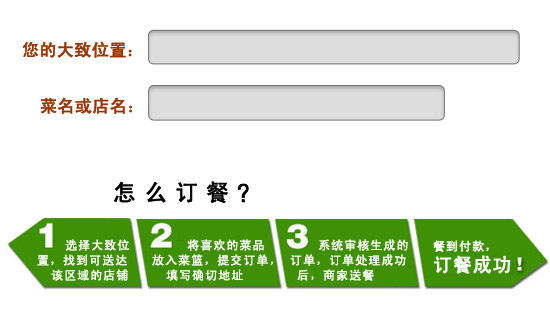 您的大致位置：
菜名或店名：
怎么订餐？
1 选择大致位
置，找到可送达
该区域的店铺
2 将喜欢的菜品
放入菜篮，提交订单，
填写确切地址
3 系统审核生成的
订单，订单处理成功
后，商家送餐
餐到付款，
订餐成功！